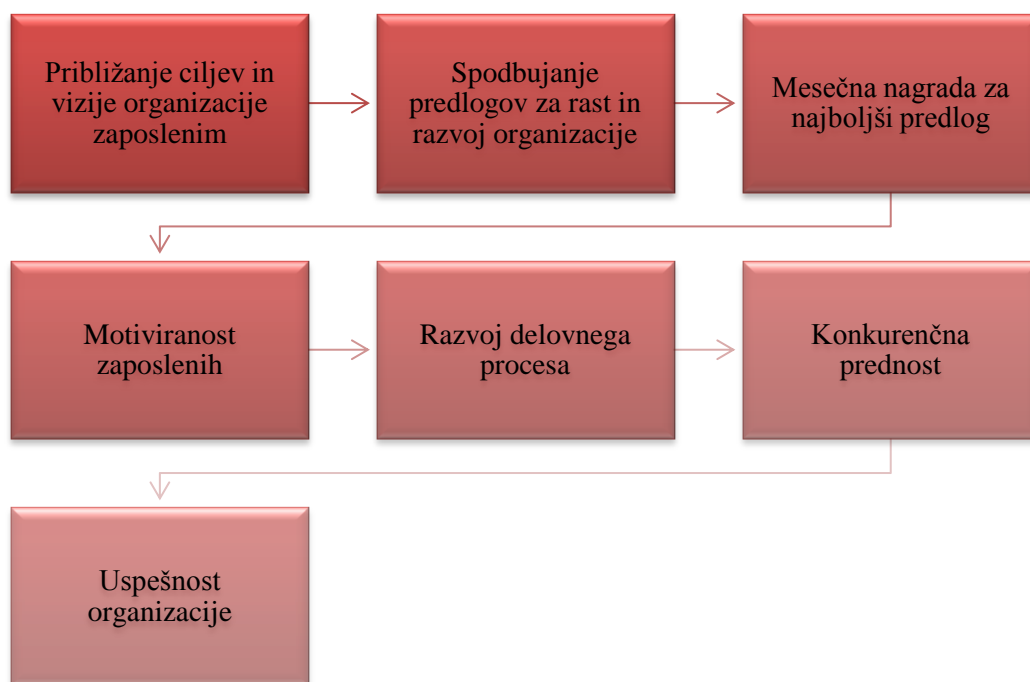 Približanje ciljev in
vizije organizacije
zaposlenim
Spodbujanje
predlogov za rast in
razvoj organizacije
Mesečna nagrada za
najboljši predlog
Motiviranost
zaposlenih
Razvoj delovnega
procesa
Konkurenčna
prednost
Uspešnost
organizacije